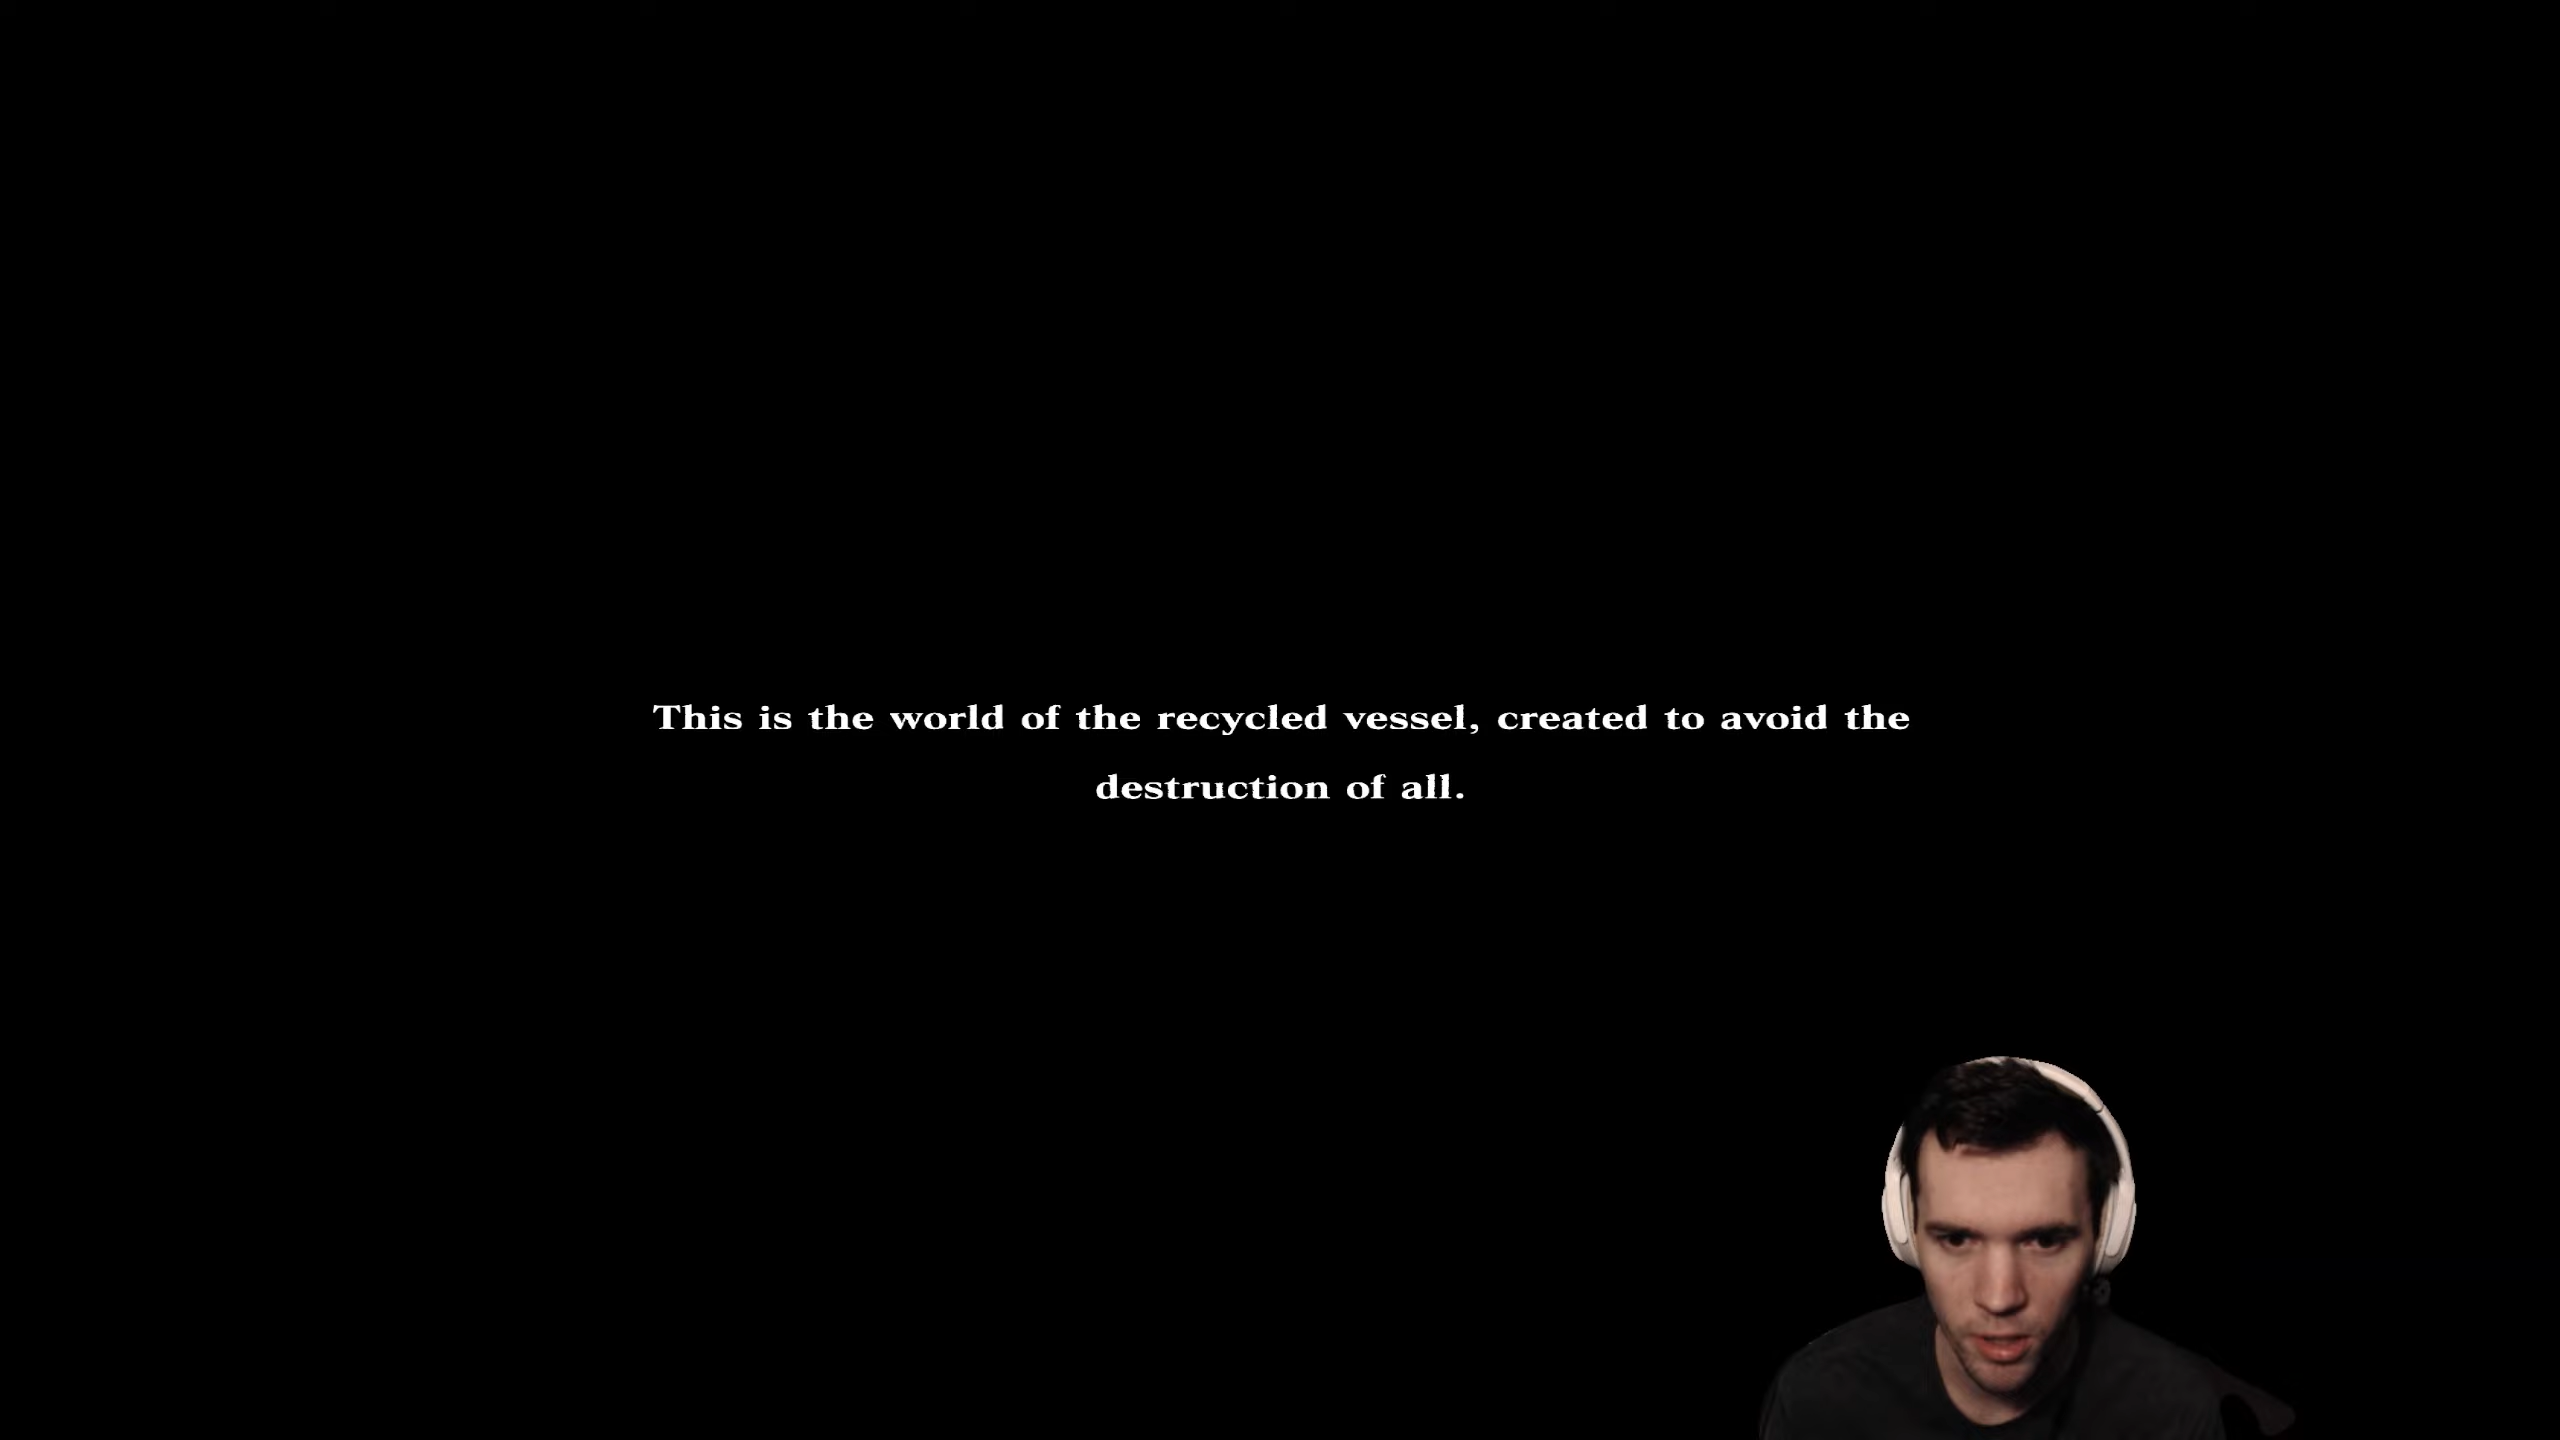 This is the world of the recycled vessel, created to avoid the
destruction of all.